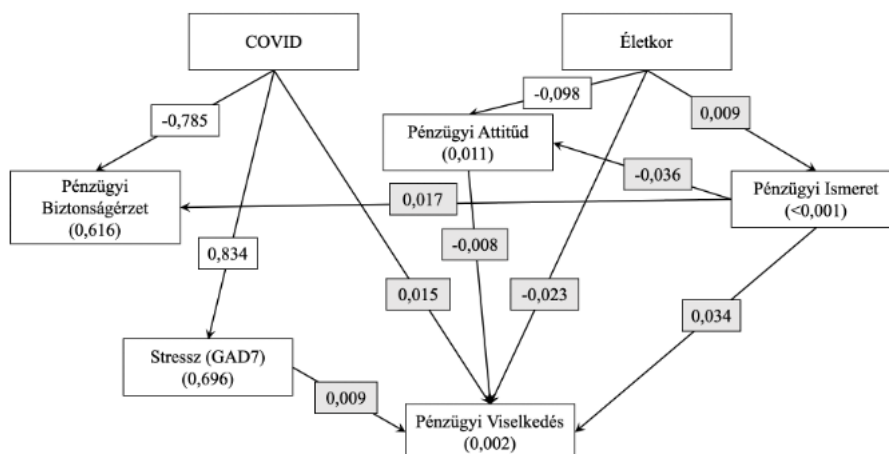 COVID
Életkor
-0,785
-0,098
0,009
Pénzügyi Attitűd
(0,011)
-0,036
Pénzügyi
Biztonságérzet
(0,616)
0,017
Pénzügyi Ismeret
(<0,001)
0,834
-0,008
0,015
-0,023
0,034
Stressz (GAD7)
(0,696)
0,009
Pénzügyi Viselkedés
(0,002)